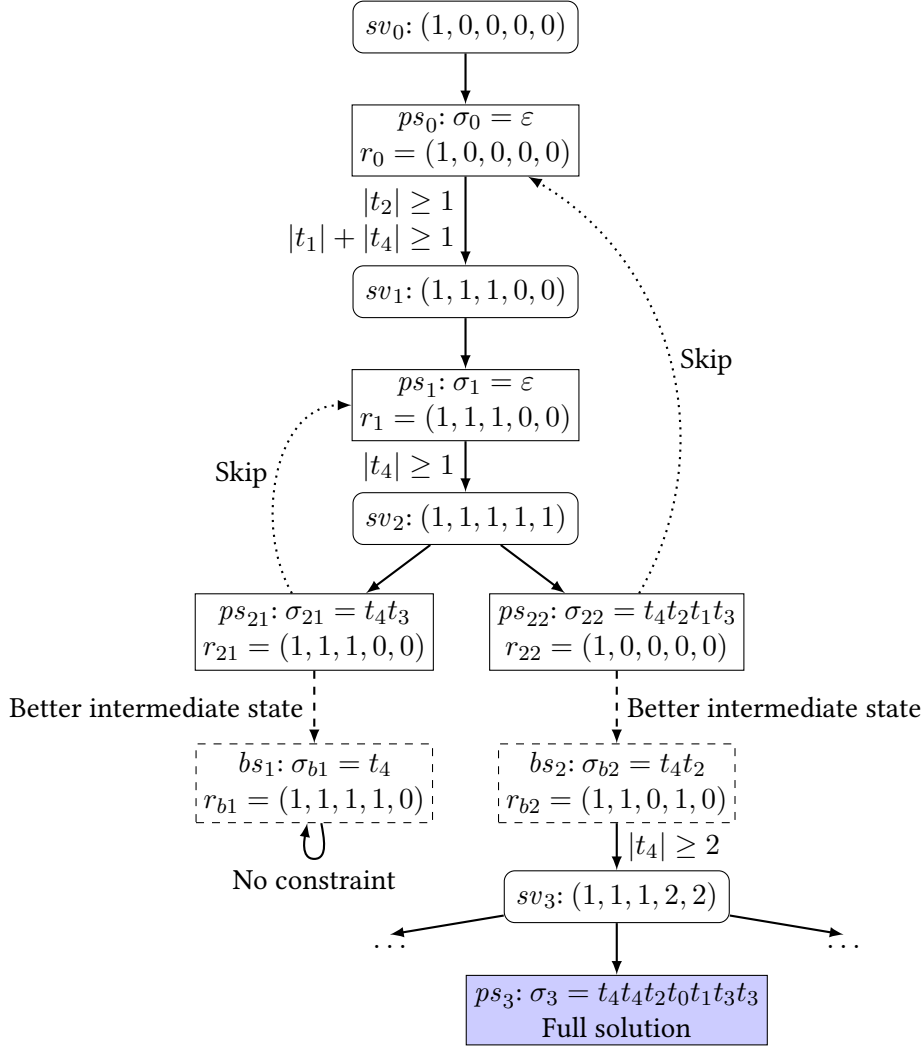 sv₀: (1, 0, 0, 0, 0)
ps₀: σ₀ = ε
r₀ = (1, 0, 0, 0, 0)
|t₂| ≥ 1
|t₁| + |t₄| ≥ 1
sv₁: (1, 1, 1, 0, 0)
Skip
ps₁: σ₁ = ε
r₁ = (1, 1, 1, 0, 0)
Skip
|t₄| ≥ 1
sv₂: (1, 1, 1, 1, 1)
ps₂₁: σ₂₁ = t₄t₃
r₂₁ = (1, 1, 1, 0, 0)
ps₂₂: σ₂₂ = t₄t₂t₁t₃
r₂₂ = (1, 0, 0, 0, 0)
Better intermediate state
Better intermediate state
bs₁: σ_b1 = t₄
r_b1 = (1, 1, 1, 1, 0)
bs₂: σ_b2 = t₄t₂
r_b2 = (1, 1, 0, 1, 0)
No constraint
|t₄| ≥ 2
sv₃: (1, 1, 1, 2, 2)
. . .
. . .
ps₃: σ₃ = t₄t₄t₂t₀t₁t₃t₃
Full solution